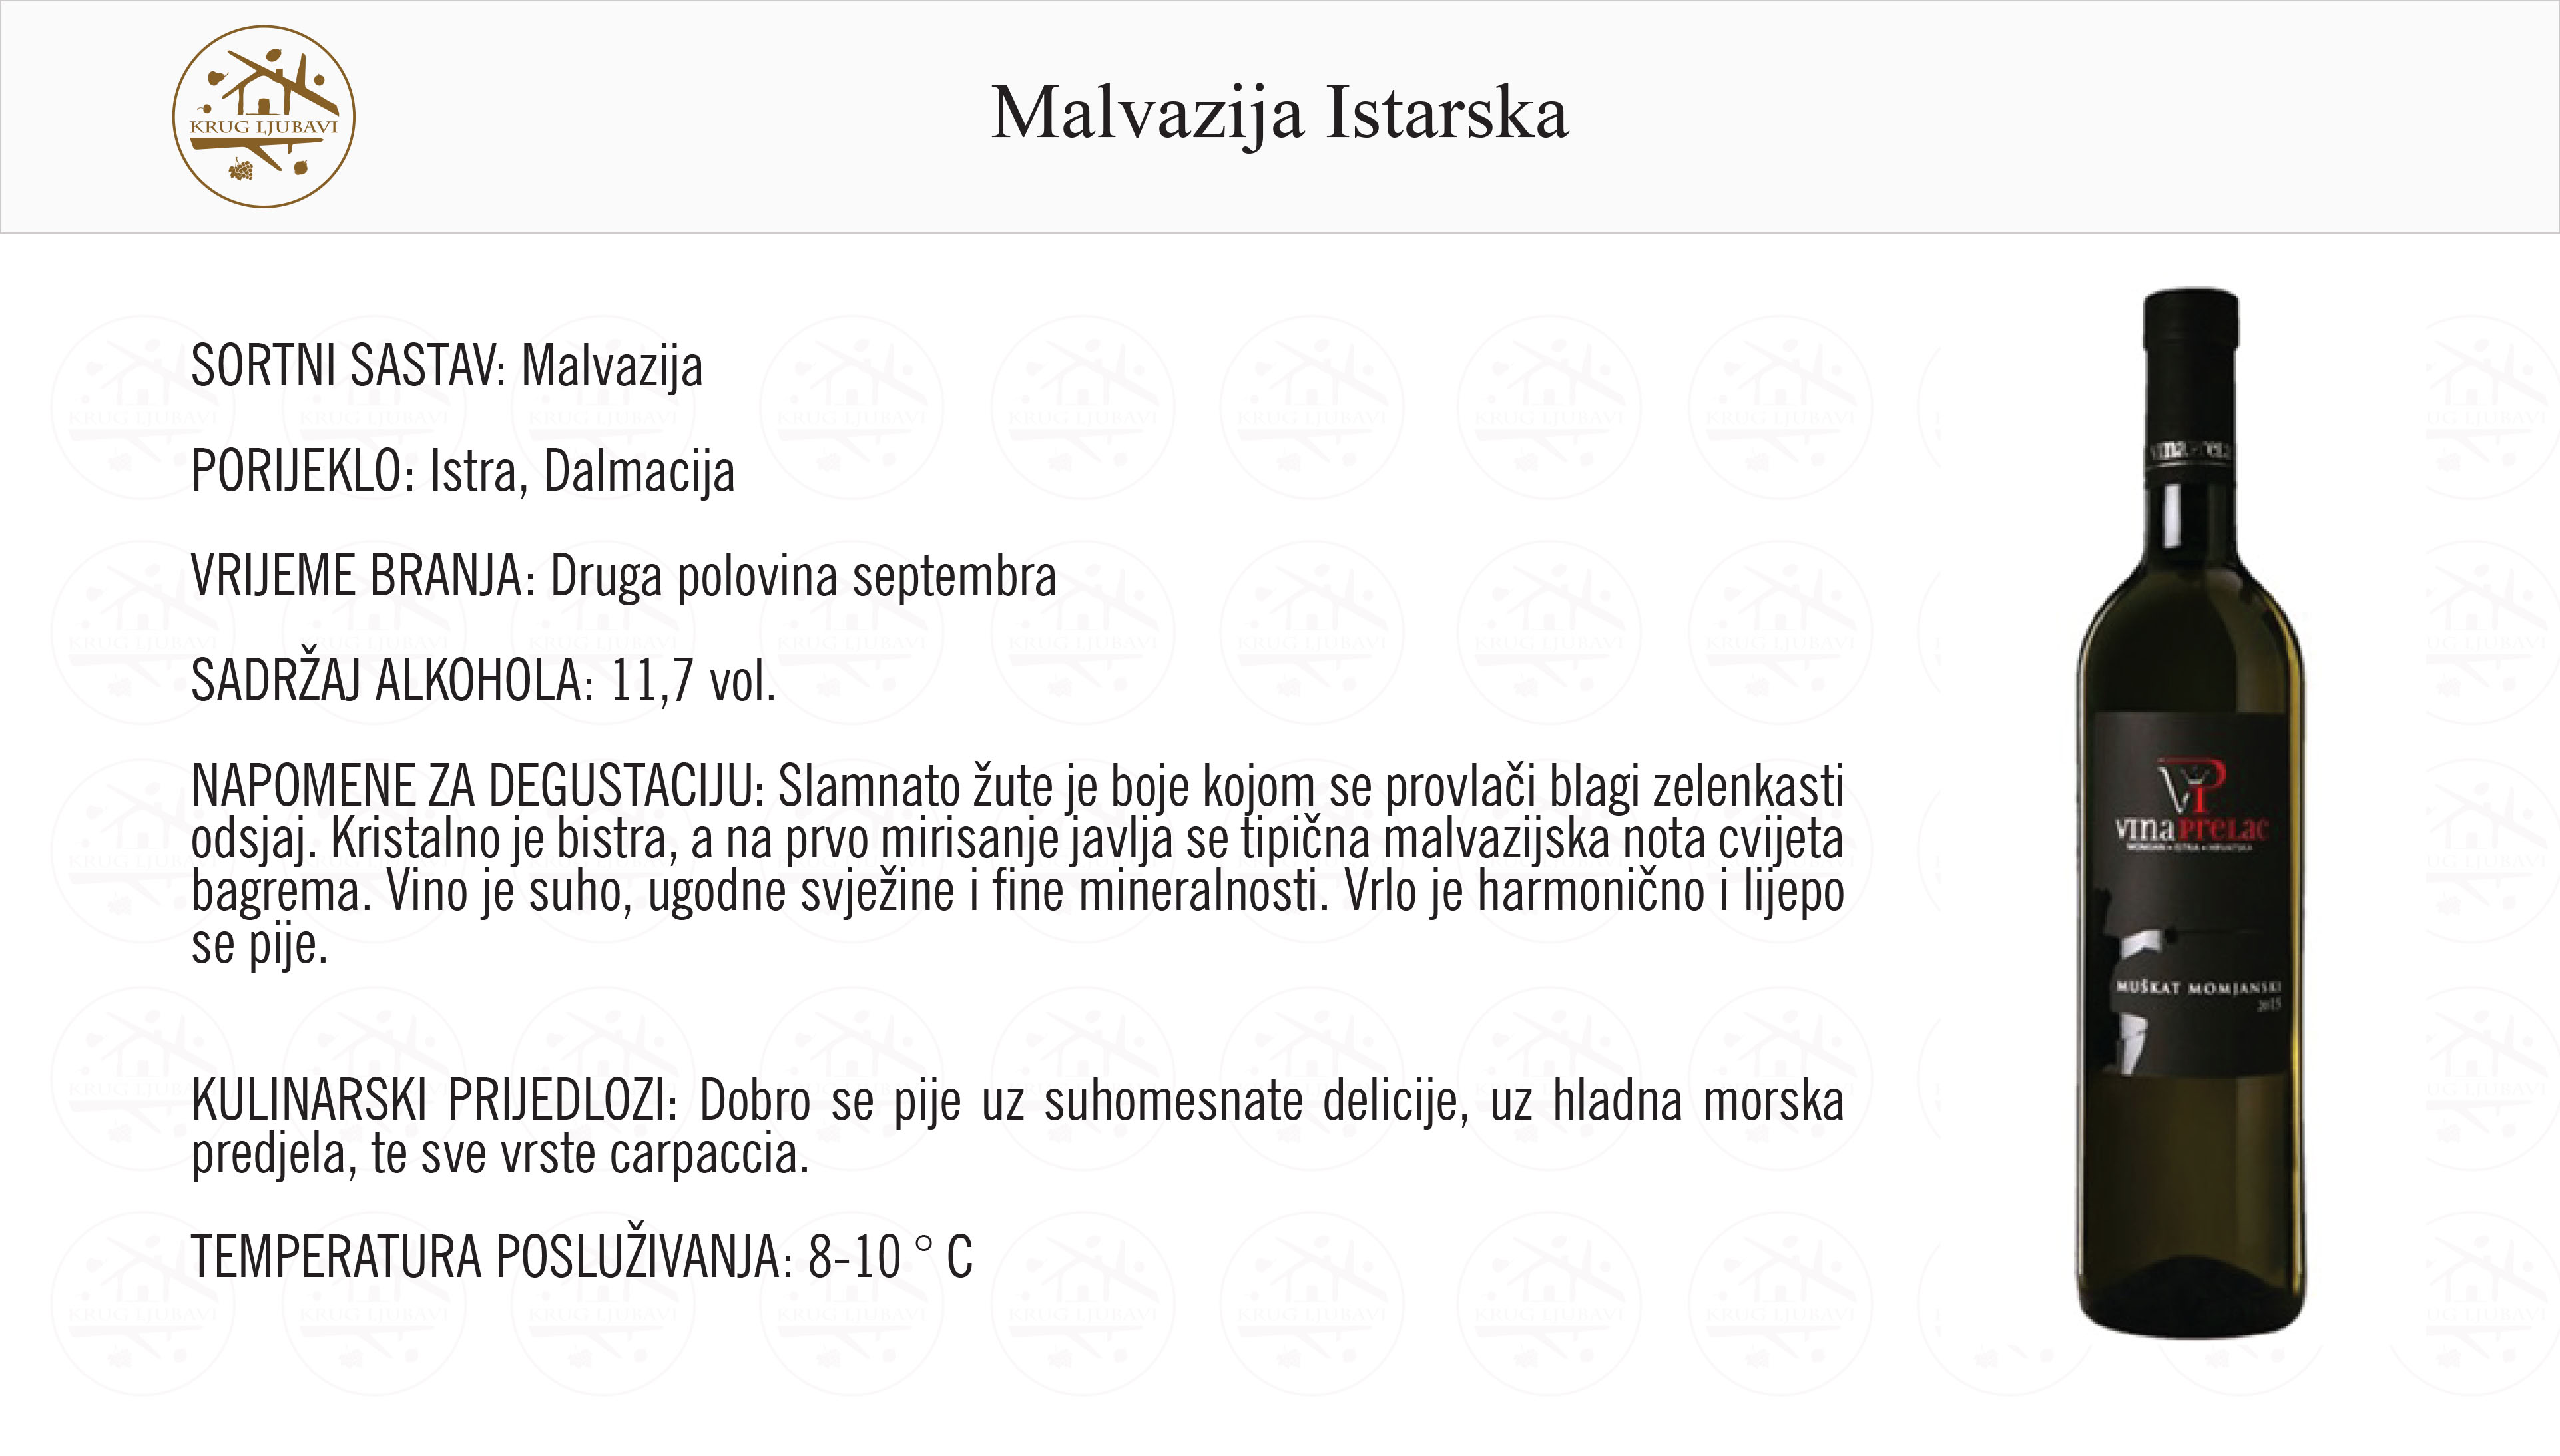 KRUG LJUBAVI
Malvazija Istarska
SORTNI SASTAV: Malvazija
PORIJEKLO: Istra, Dalmacija
VRIJEME BRANJA: Druga polovina septembra
SADRŽAJ ALKOHOLA: 11,7 vol.
NAPOMENE ZA DEGUSTACIJU: Slamnato žute je boje kojom se provlači blagi zelenkasti
odsjaj. Kristalno je bistra, a na prvo mirisanje javlja se tipična malvazijska nota cvijeta
bagrema. Vino je suho, ugodne svježine i fine mineralnosti. Vrlo je harmonično i lijepo
se pije.
KULINARSKI PRIJEDLOZI: Dobro se pije uz suhomesnate delicije, uz hladna morska
predjela, te sve vrste carpaccia.
TEMPERATURA POSLUŽIVANJA: 8-10 ° C
VP
vina prelac
MOMJAN • ISTRA • HRVATSKA
MUŠKAT MOMJANSKI
2015